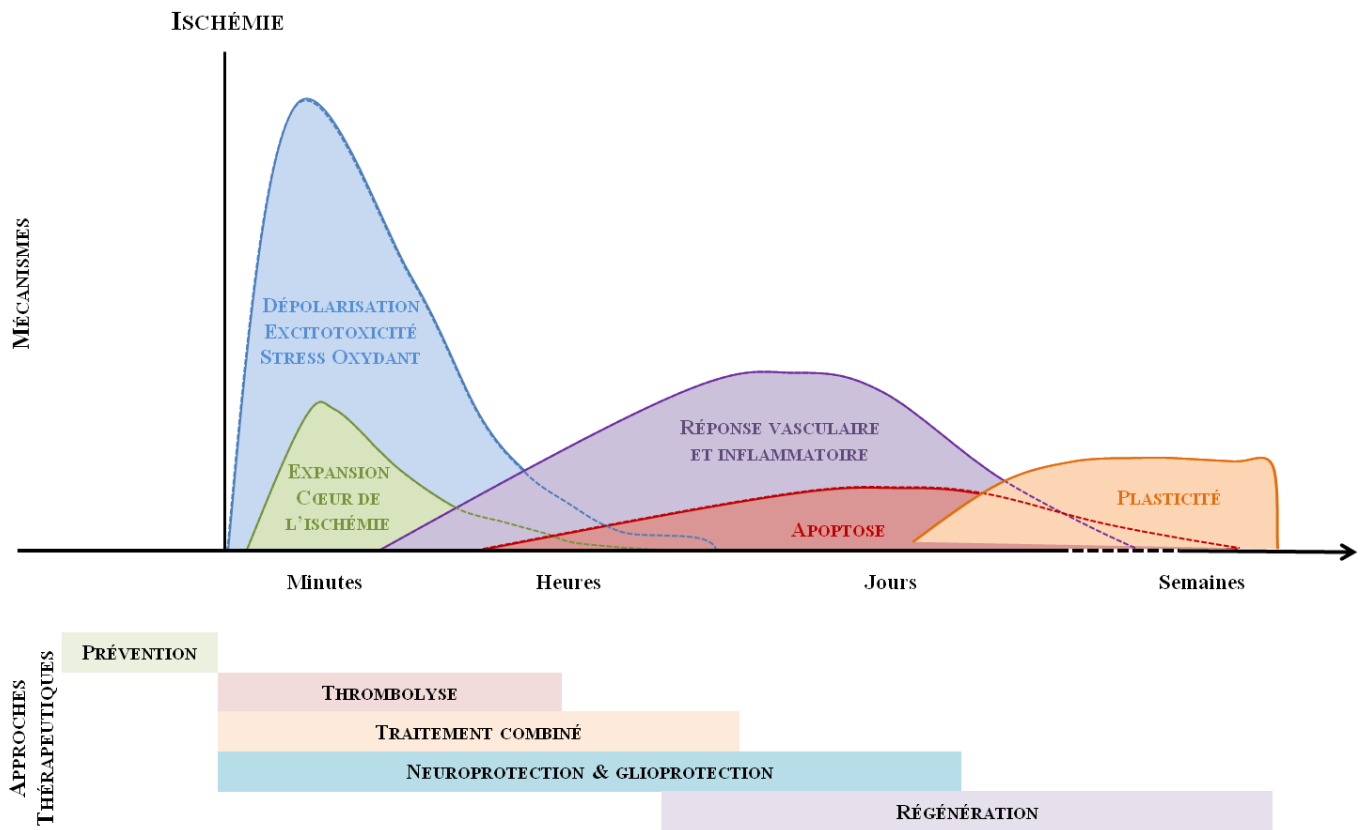 Ischémie
Mécanismes
Dépolarisation
Excitotoxicité
Stress Oxydant
Expansion
Cœur de
l'ischémie
Réponse vasculaire
et inflammatoire
Apoptose
Plasticité
Minutes
Heures
Jours
Semaines
Approches
Thérapeutiques
Prévention
Thrombolyse
Traitement combiné
Neuroprotection & glioprotection
Régénération